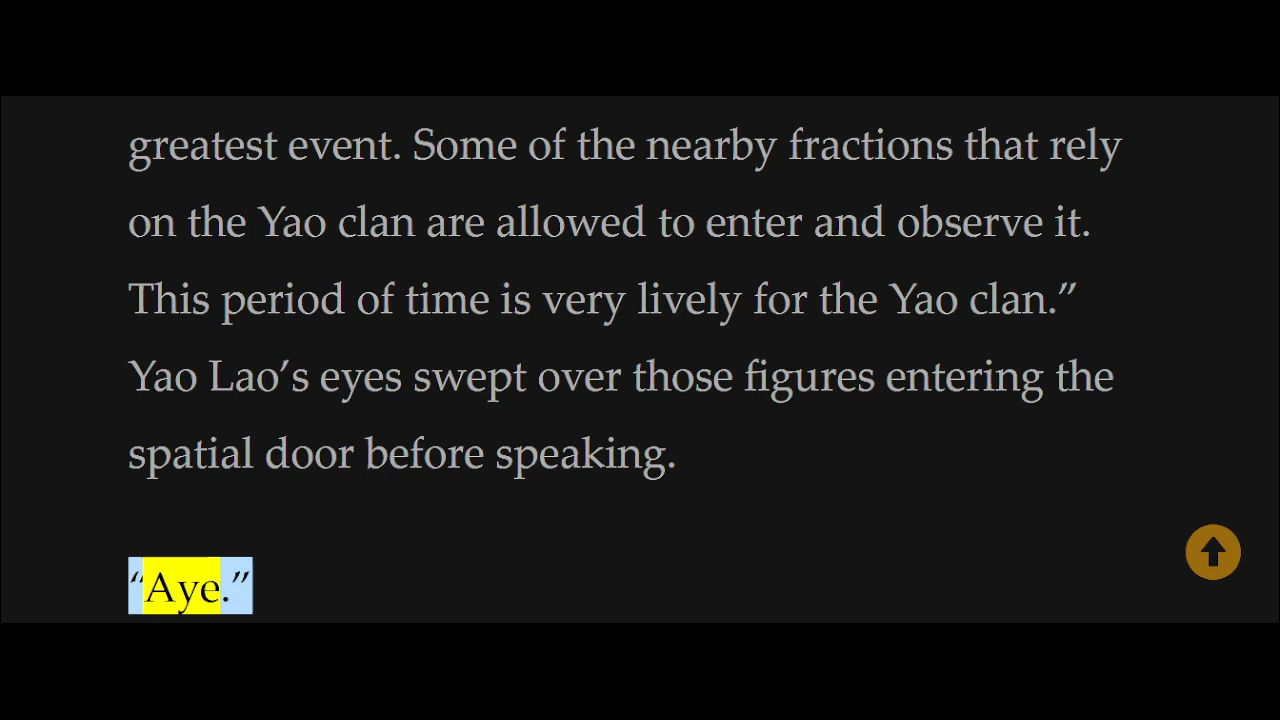 greatest event. Some of the nearby fractions that rely
on the Yao clan are allowed to enter and observe it.
This period of time is very lively for the Yao clan.”
Yao Lao’s eyes swept over those figures entering the
spatial door before speaking.
“Aye.”